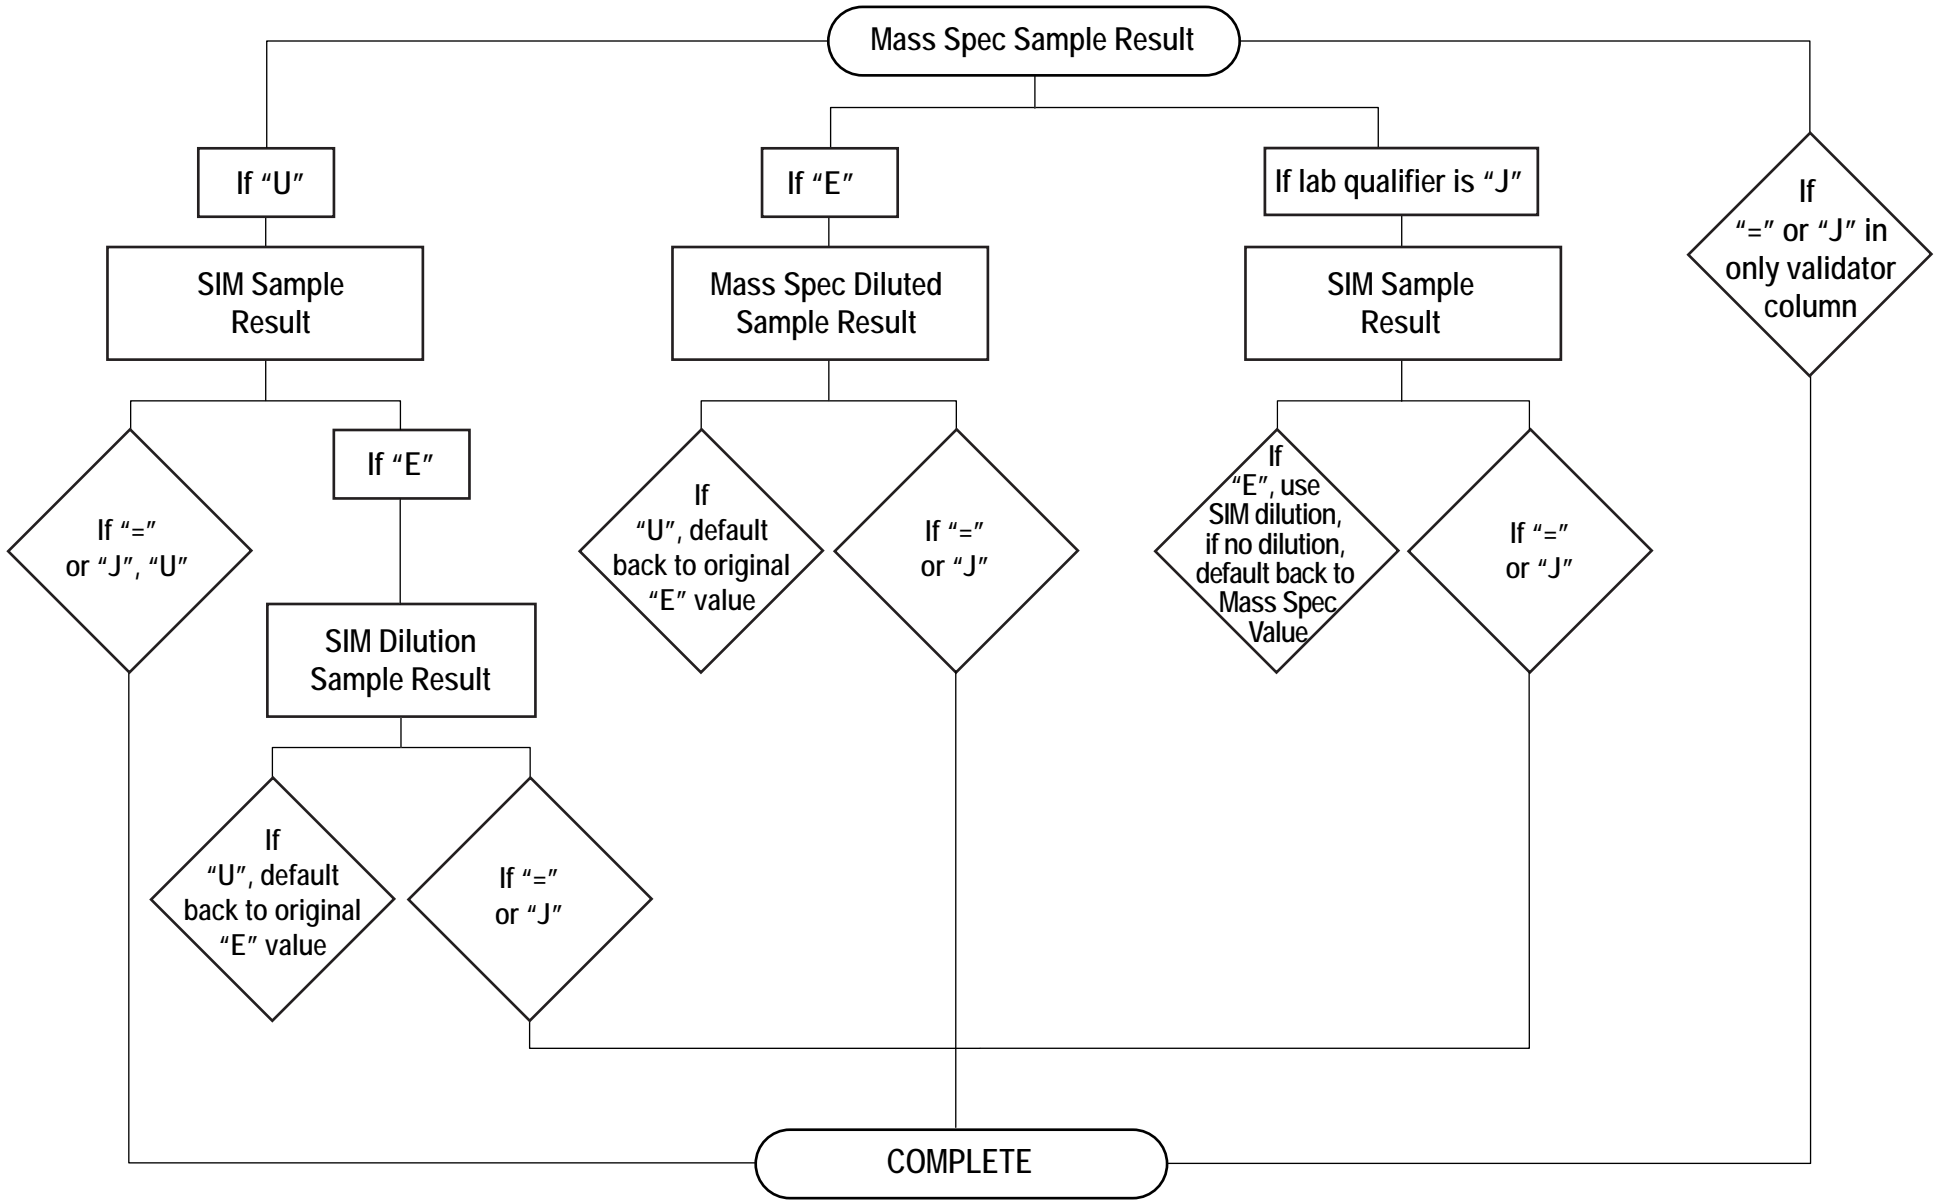 Mass Spec Sample Result
If “U”
If “E”
If lab qualifier is “J”
If
“=” or “J” in
only validator
column
SIM Sample
Result
Mass Spec Diluted
Sample Result
SIM Sample
Result
If “=”
or “J”, “U”
If “E”
If
“U”, default
back to original
“E” value
If “=”
or “J”
If
“E”, use
SIM dilution,
if no dilution,
default back to
Mass Spec
Value
If “=”
or “J”
SIM Dilution
Sample Result
If
“U”, default
back to original
“E” value
If “=”
or “J”
COMPLETE